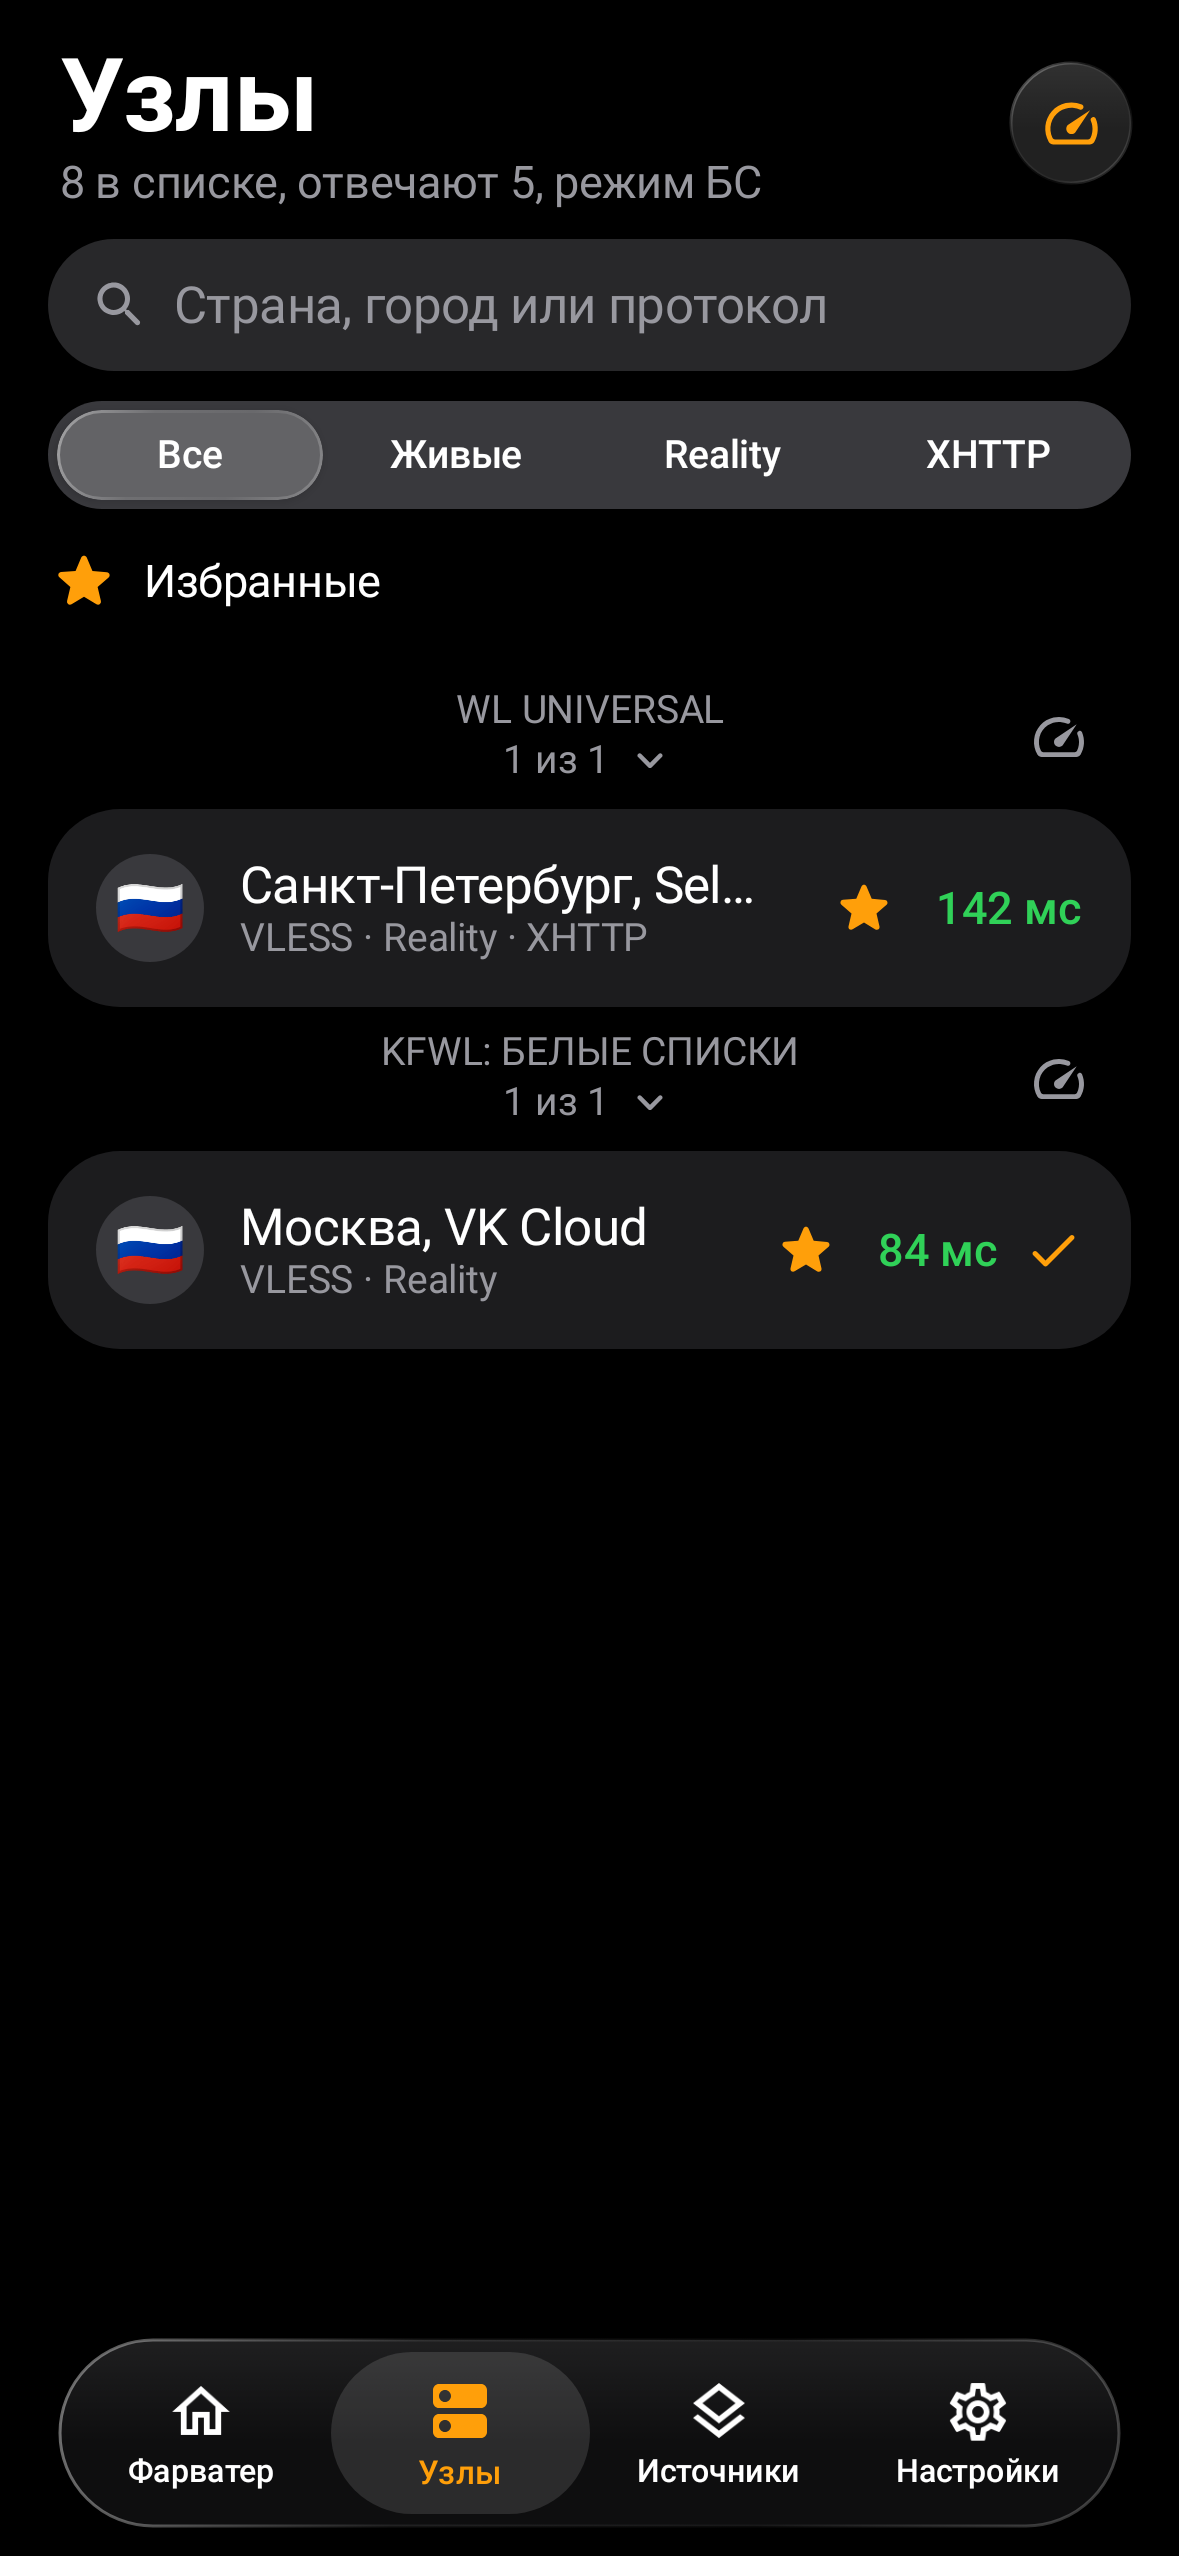 Узлы
8 в списке, отвечают 5, режим БС
Страна, город или протокол
Все
Живые
Reality
XHTTP
Избранные
WL UNIVERSAL
1 из 1
Санкт-Петербург, Sel...
142 мс
VLESS · Reality · XHTTP
KFWL: БЕЛЫЕ СПИСКИ
1 из 1
Москва, VK Cloud
84 мс
VLESS · Reality
Фарватер
Узлы
Источники
Настройки